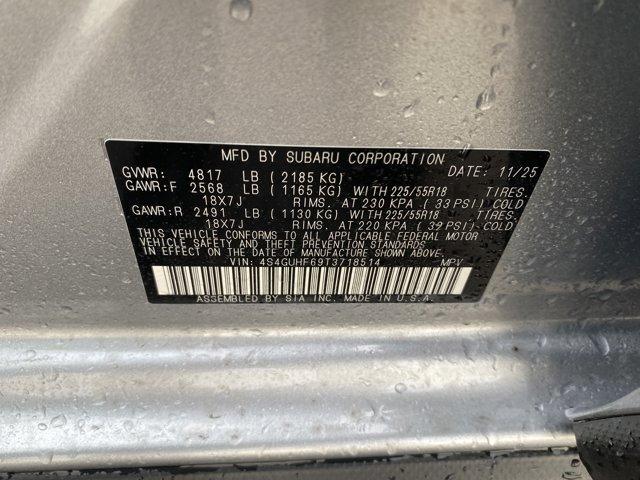 MFD BY SUBARU CORPORATION DATE: 11/25
GVWR: 4817 LB ( 2185 KG)
GAWR:F 2568 LB ( 1165 KG) WITH 225/55R18 TIRES.
18X7J RIMS. AT 230 KPA ( 33 PSI) COLD
GAWR:R 2491 LB ( 1130 KG) WITH 225/55R18 TIRES.
18X7J RIMS. AT 220 KPA ( PSI) COLD
THIS VEHICLE CONFORMS TO ALL APPLICABLE FEDERAL MOTOR
VEHICLE SAFETY BUMPER, AND THEFT PREVENTION STANDARDS
IN EFFECT ON THE DATE OF MANUFACTURE SHOWN ABOVE.
VIN: 4S4GUHF69T3718514 MPV
ASSEMBLED BY SIA INC. MADE IN U.S.A.